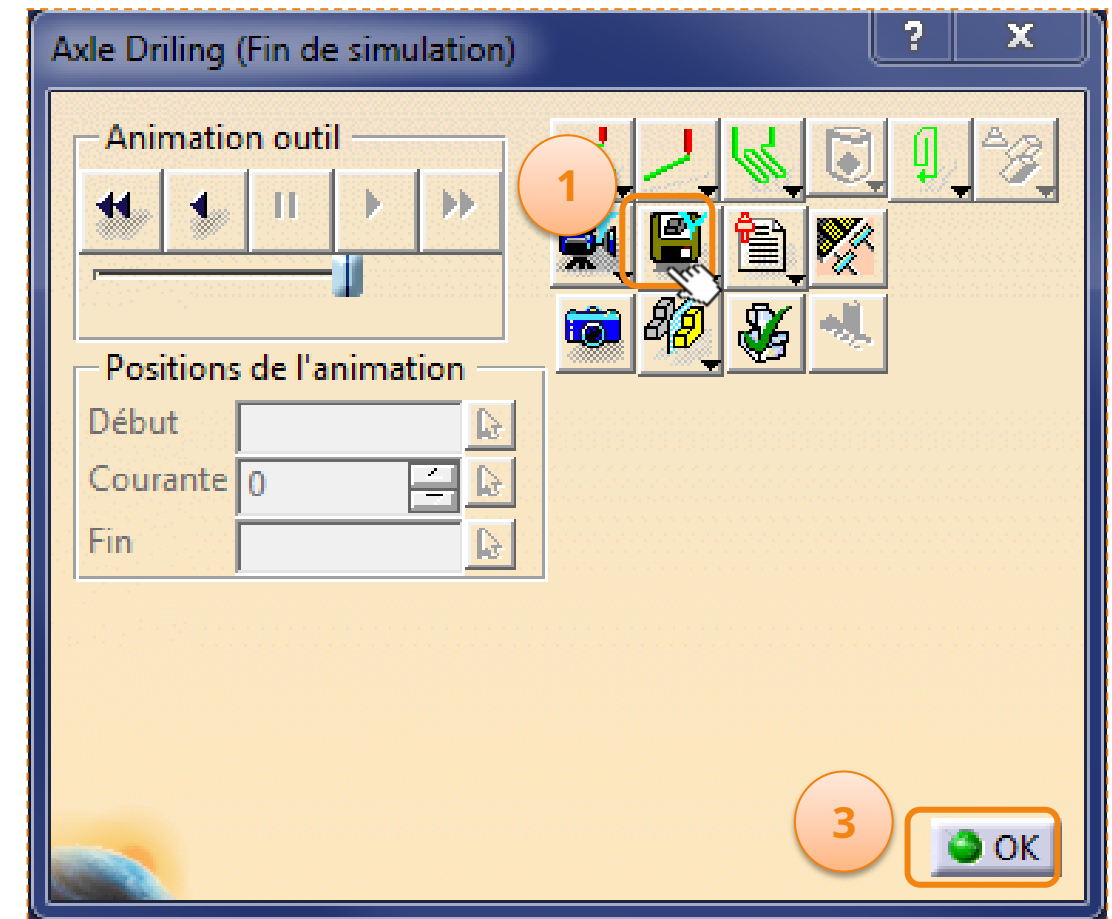 Axle Driling (Fin de simulation)
? X
Animation outil
1
Positions de l'animation
Début
Courante 0
Fin
3
OK